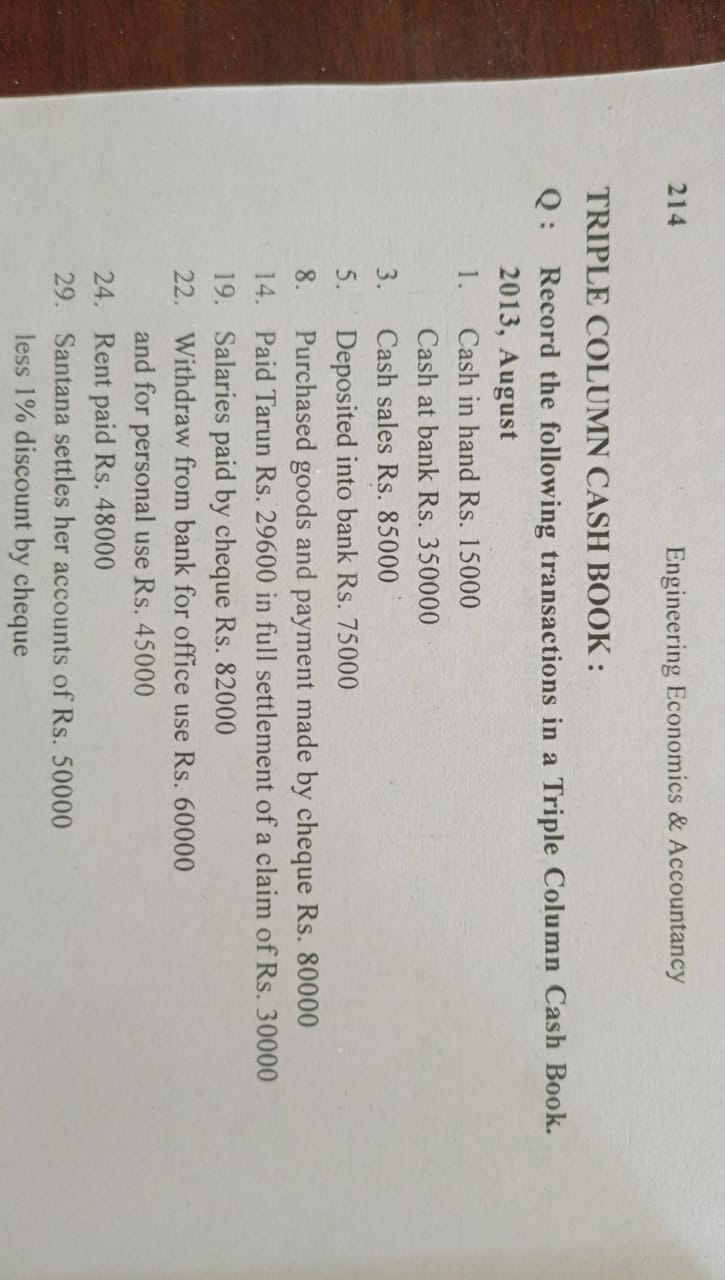 214 Engineering Economics & Accountancy
TRIPLE COLUMN CASH BOOK :
Q : Record the following transactions in a Triple Column Cash Book.
2013, August
1. Cash in hand Rs. 15000
Cash at bank Rs. 350000
3. Cash sales Rs. 85000
5. Deposited into bank Rs. 75000
8. Purchased goods and payment made by cheque Rs. 80000
14. Paid Tarun Rs. 29600 in full settlement of a claim of Rs. 30000
19. Salaries paid by cheque Rs. 82000
22. Withdraw from bank for office use Rs. 60000
and for personal use Rs. 45000
24. Rent paid Rs. 48000
29. Santana settles her accounts of Rs. 50000
less 1% discount by cheque